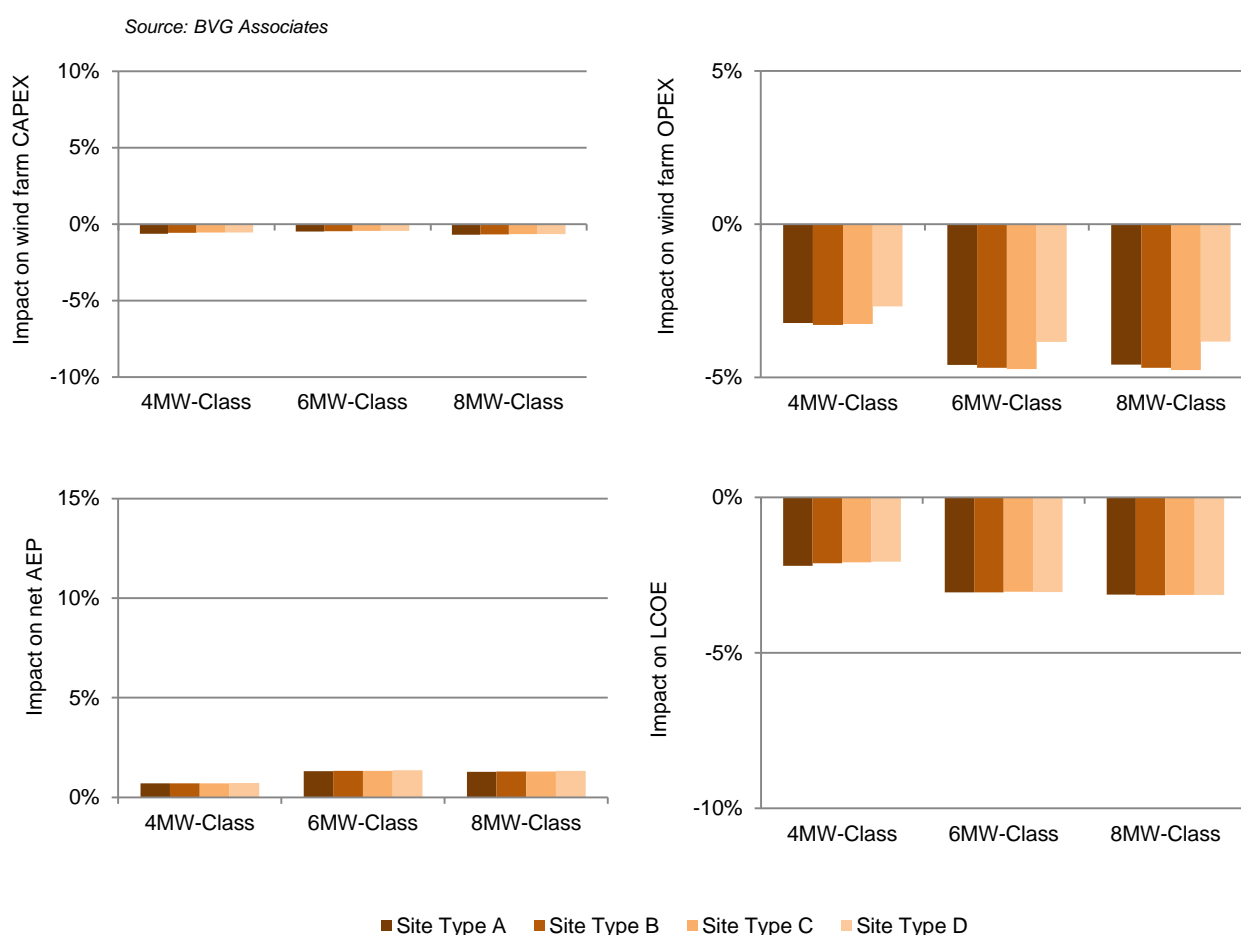 Source: BVG Associates
Impact on wind farm CAPEX
10%
5%
0%
-5%
-10%
4MW-Class 6MW-Class 8MW-Class
Impact on wind farm OPEX
5%
0%
-5%
4MW-Class 6MW-Class 8MW-Class
Impact on net AEP
15%
10%
5%
0%
4MW-Class 6MW-Class 8MW-Class
Impact on LCOE
0%
-5%
-10%
4MW-Class 6MW-Class 8MW-Class
Site Type A Site Type B Site Type C Site Type D